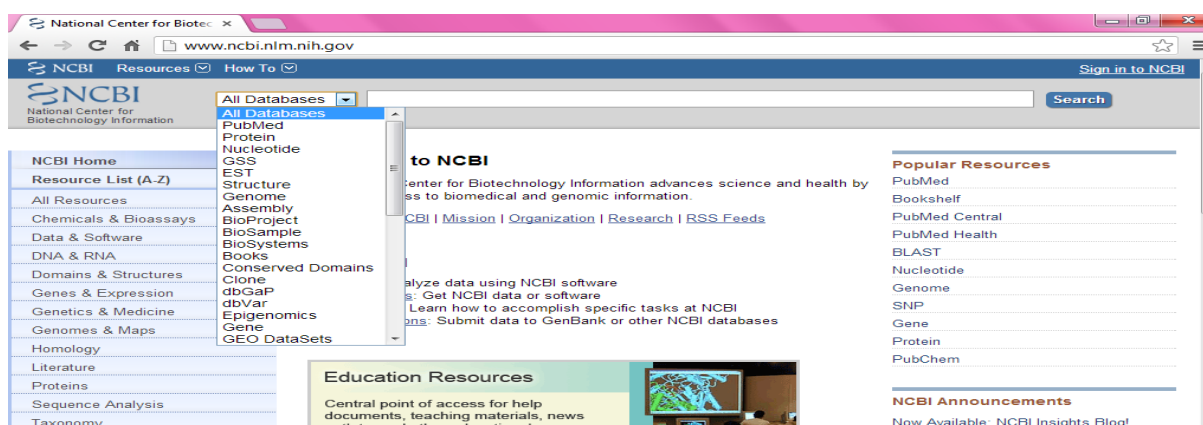 National Center for Biotec
www.ncbi.nlm.nih.gov
NCBI Resources How To Sign in to NCBI
NCBI
National Center for
Biotechnology Information
All Databases
Search
All Databases
PubMed
Protein
Nucleotide
GSS
EST
Structure
Genome
Assembly
BioProject
BioSample
BioSystems
Books
Conserved Domains
Clone
dbGaP
dbVar
Epigenomics
Gene
GEO DataSets
NCBI Home
Resource List (A-Z)
All Resources
Chemicals & Bioassays
Data & Software
DNA & RNA
Domains & Structures
Genes & Expression
Genetics & Medicine
Genomes & Maps
Homology
Literature
Proteins
Sequence Analysis
Taxonomy
to NCBI
enter for Biotechnology Information advances science and health by
ss to biomedical and genomic information.
CBI | Mission | Organization | Research | RSS Feeds
alyze data using NCBI software
s: Get NCBI data or software
Learn how to accomplish specific tasks at NCBI
ons: Submit data to GenBank or other NCBI databases
Education Resources
Central point of access for help
documents, teaching materials, news
Popular Resources
PubMed
Bookshelf
PubMed Central
PubMed Health
BLAST
Nucleotide
Genome
SNP
Gene
Protein
PubChem
NCBI Announcements
Now Available: NCBI Insights Blog!